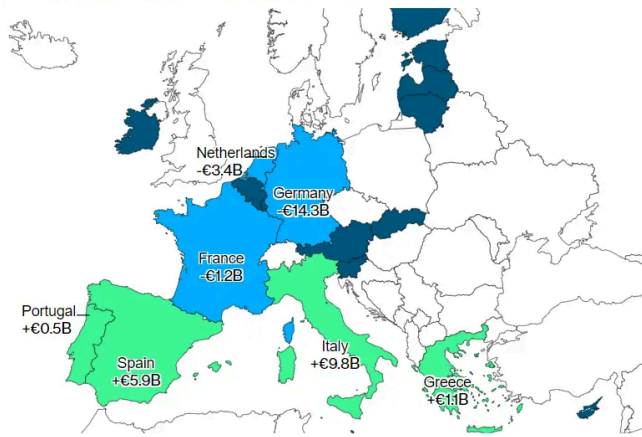 Netherlands
-€3.4B
Germany
-€14.3B
France
-€1.2B
Portugal
+€0.5B
Spain
+€5.9B
Italy
+€9.8B
Greece
+€1.1B